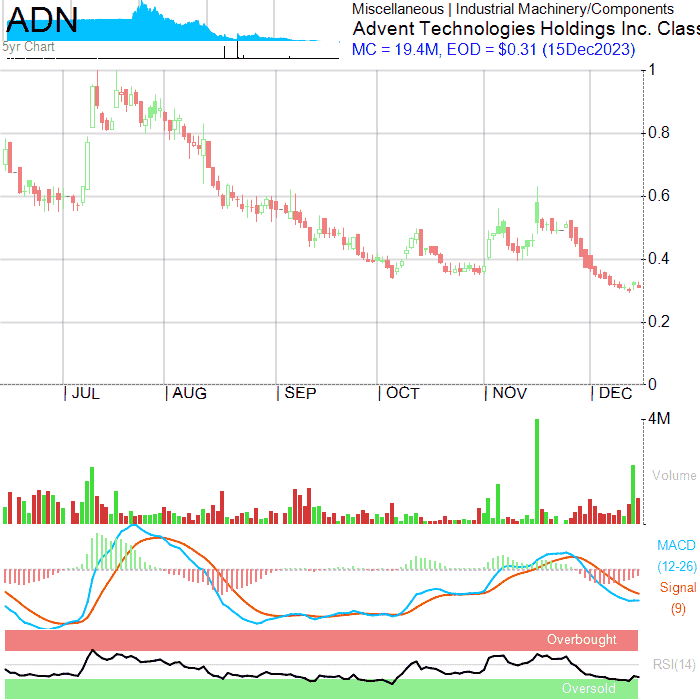 ADN
5yr Chart
Miscellaneous | Industrial Machinery/Components
Advent Technologies Holdings Inc. Class
MC = 19.4M, EOD = $0.31 (15Dec2023)
1
0.8
0.6
0.4
0.2
0
JUL AUG SEP OCT NOV DEC
4M
Volume
MACD
(12-26)
Signal
(9)
Overbought
RSI(14)
Oversold